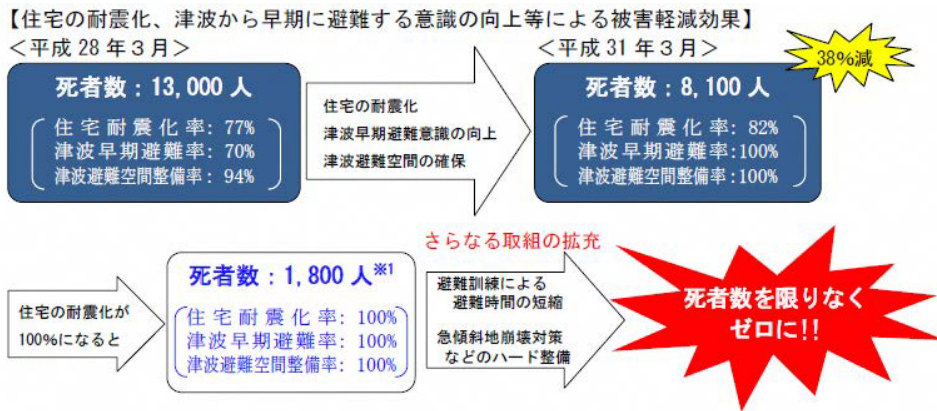 【住宅の耐震化、津波から早期に避難する意識の向上等による被害軽減効果】
＜平成28年3月＞
死者数：13,000人
住宅耐震化率：77%
津波早期避難率：70%
津波避難空間整備率：94%
住宅の耐震化
津波早期避難意識の向上
津波避難空間の確保
＜平成31年3月＞
38%減
死者数：8,100人
住宅耐震化率：82%
津波早期避難率：100%
津波避難空間整備率：100%
住宅の耐震化が
100%になると
死者数：1,800人※1
住宅耐震化率：100%
津波早期避難率：100%
津波避難空間整備率：100%
さらなる取組の拡充
避難訓練による
避難時間の短縮
急傾斜地崩壊対策
などのハード整備
死者数を限りなく
ゼロに!!